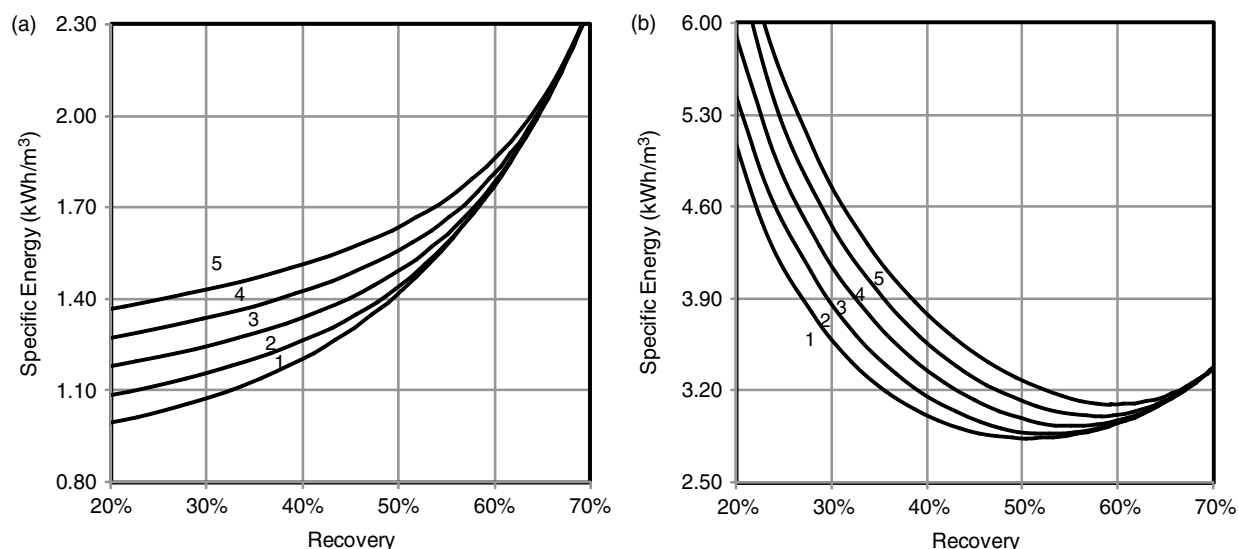 (a)
2.30
2.00
1.70
1.40
1.10
0.80
Specific Energy (kWh/m³)
5
4
3
2
1
20% 30% 40% 50% 60% 70%
Recovery
(b)
6.00
5.30
4.60
3.90
3.20
2.50
Specific Energy (kWh/m³)
5
4
3
2
1
20% 30% 40% 50% 60% 70%
Recovery